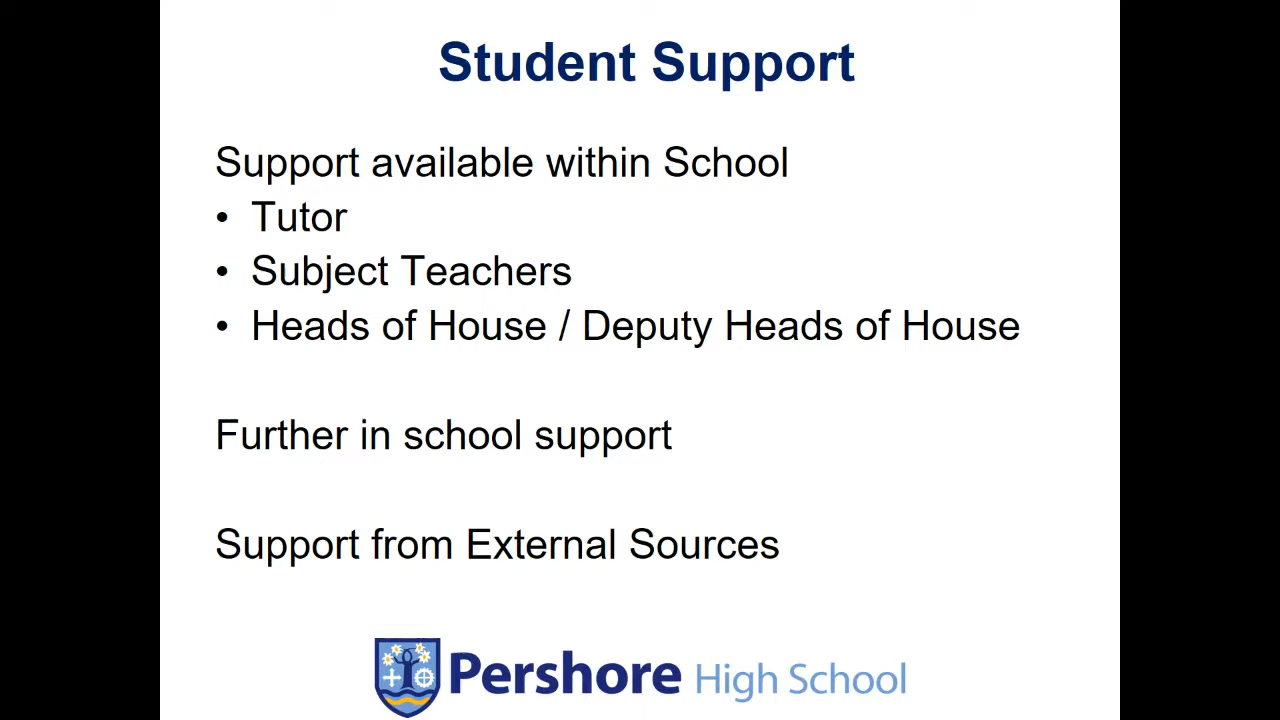 Student Support
Support available within School
• Tutor
• Subject Teachers
• Heads of House / Deputy Heads of House
Further in school support
Support from External Sources
Pershore High School